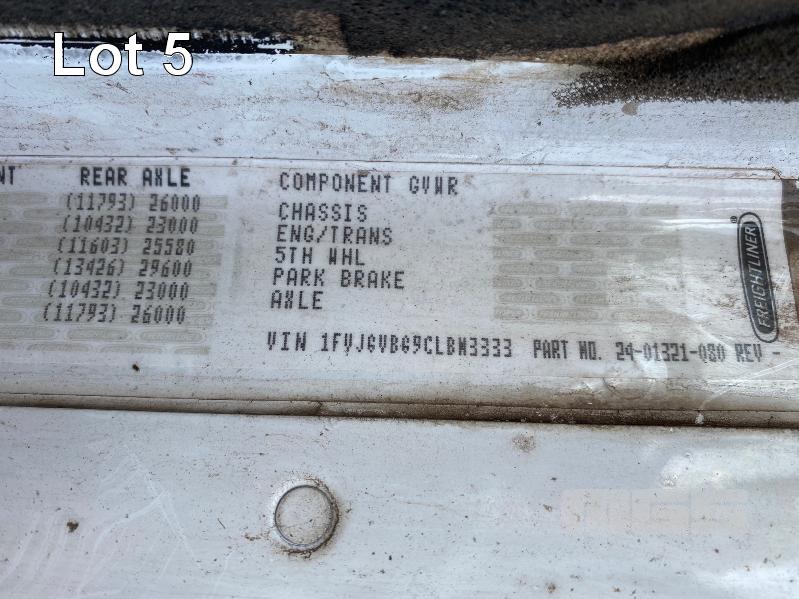 Lot 5
NT REAR AXLE COMPONENT GVWR
(11793) 26000 CHASSIS
(10432) 23000 ENG/TRANS
(11603) 25580 5TH WHL
(13426) 29600 PARK BRAKE
(10432) 23000 AXLE
(11793) 26000
VIN 1FVJGVBG9CLBN3333 PART NO. 24-01321-080 REV -
FREIGHTLINER
®